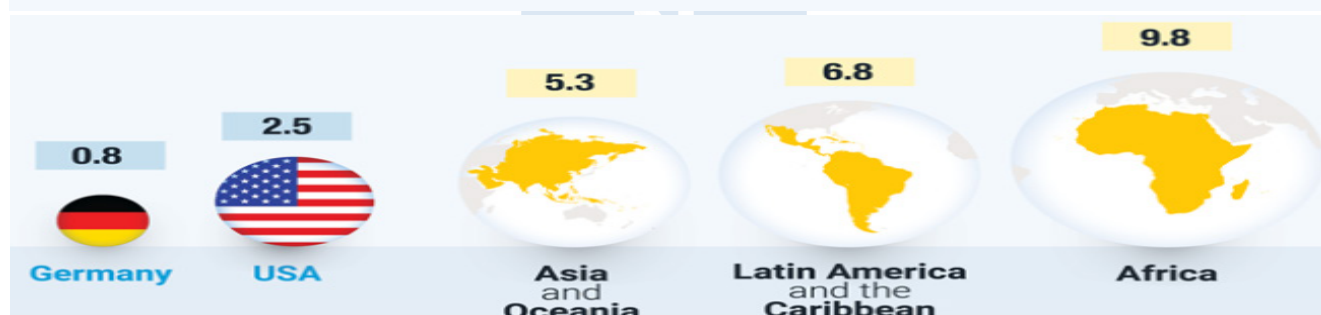 0.8
Germany
2.5
USA
5.3
Asia
and
Oceania
6.8
Latin America
and the
Caribbean
9.8
Africa